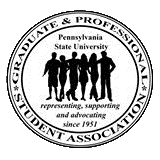 GRADUATE & PROFESSIONAL
Pennsylvania
State University
representing, supporting
and advocating
since 1951
STUDENT ASSOCIATION